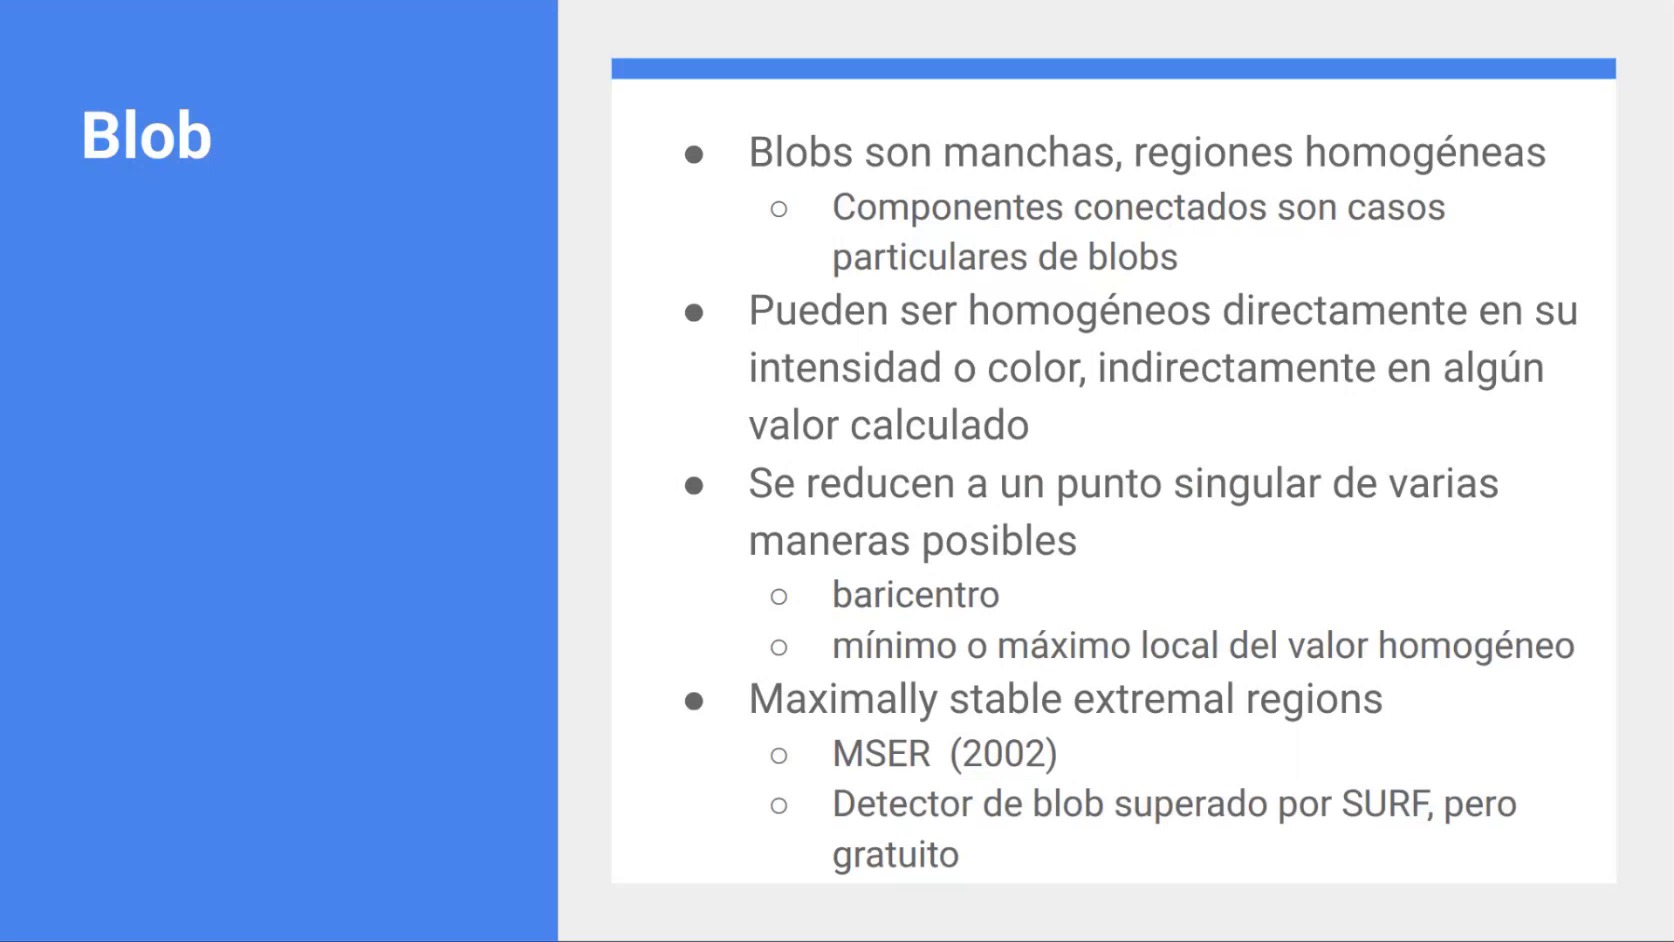 Blob
● Blobs son manchas, regiones homogéneas
○ Componentes conectados son casos
particulares de blobs
● Pueden ser homogéneos directamente en su
intensidad o color, indirectamente en algún
valor calculado
● Se reducen a un punto singular de varias
maneras posibles
○ baricentro
○ mínimo o máximo local del valor homogéneo
● Maximally stable extremal regions
○ MSER (2002)
○ Detector de blob superado por SURF, pero
gratuito